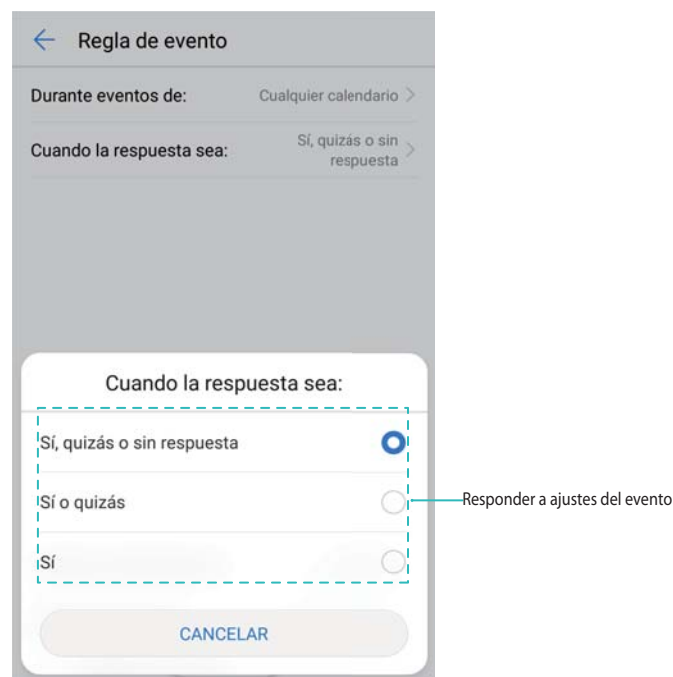 Regla de evento
Durante eventos de: Cualquier calendario
Cuando la respuesta sea: Sí, quizás o sin
respuesta
Cuando la respuesta sea:
Sí, quizás o sin respuesta
Sí o quizás
Responder a ajustes del evento
Sí
CANCELAR